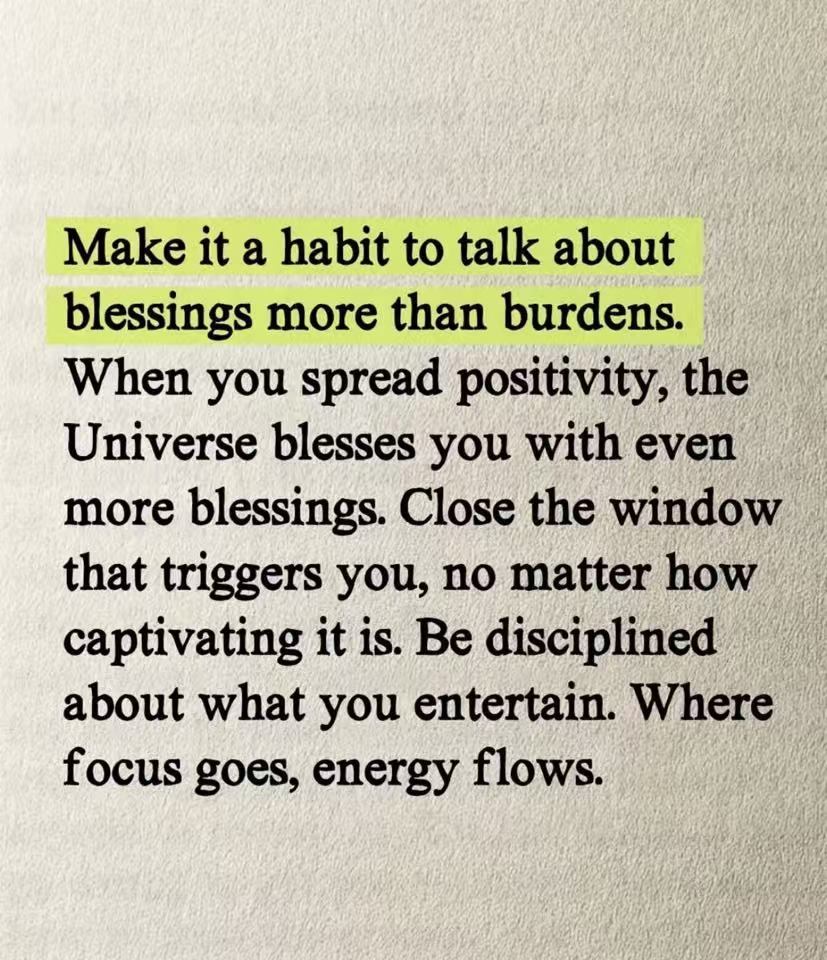 Make it a habit to talk about
blessings more than burdens.
When you spread positivity, the
Universe blesses you with even
more blessings. Close the window
that triggers you, no matter how
captivating it is. Be disciplined
about what you entertain. Where
focus goes, energy flows.